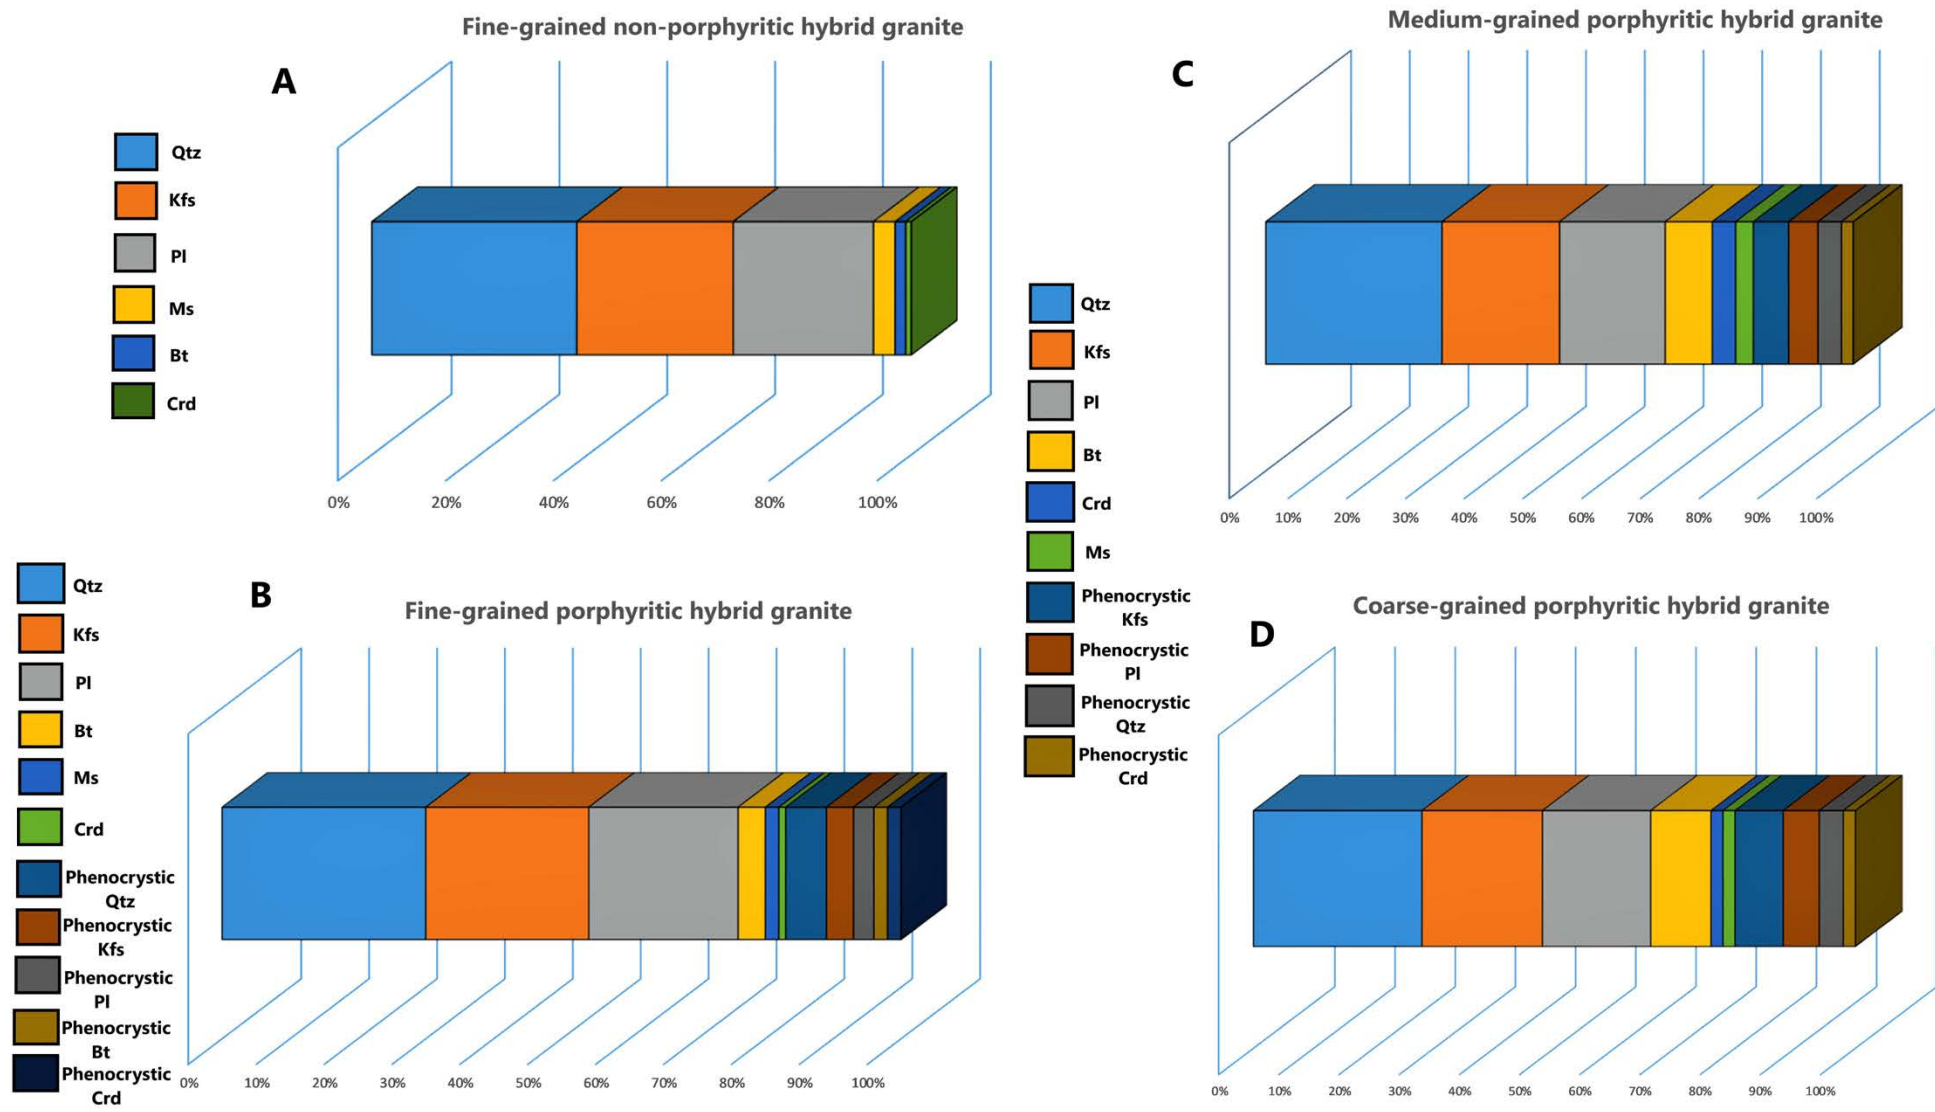 Fine-grained non-porphyritic hybrid granite
A
Qtz
Kfs
Pl
Ms
Bt
Crd
0% 20% 40% 60% 80% 100%
B
Fine-grained porphyritic hybrid granite
Qtz
Kfs
Pl
Bt
Ms
Crd
Phenocrystic
Qtz
Phenocrystic
Kfs
Phenocrystic
Pl
Phenocrystic
Bt
Phenocrystic
Crd
0% 10% 20% 30% 40% 50% 60% 70% 80% 90% 100%
Medium-grained porphyritic hybrid granite
C
Qtz
Kfs
Pl
Bt
Crd
Ms
Phenocrystic
Kfs
Phenocrystic
Pl
Phenocrystic
Qtz
Phenocrystic
Crd
0% 10% 20% 30% 40% 50% 60% 70% 80% 90% 100%
Coarse-grained porphyritic hybrid granite
D
0% 10% 20% 30% 40% 50% 60% 70% 80% 90% 100%